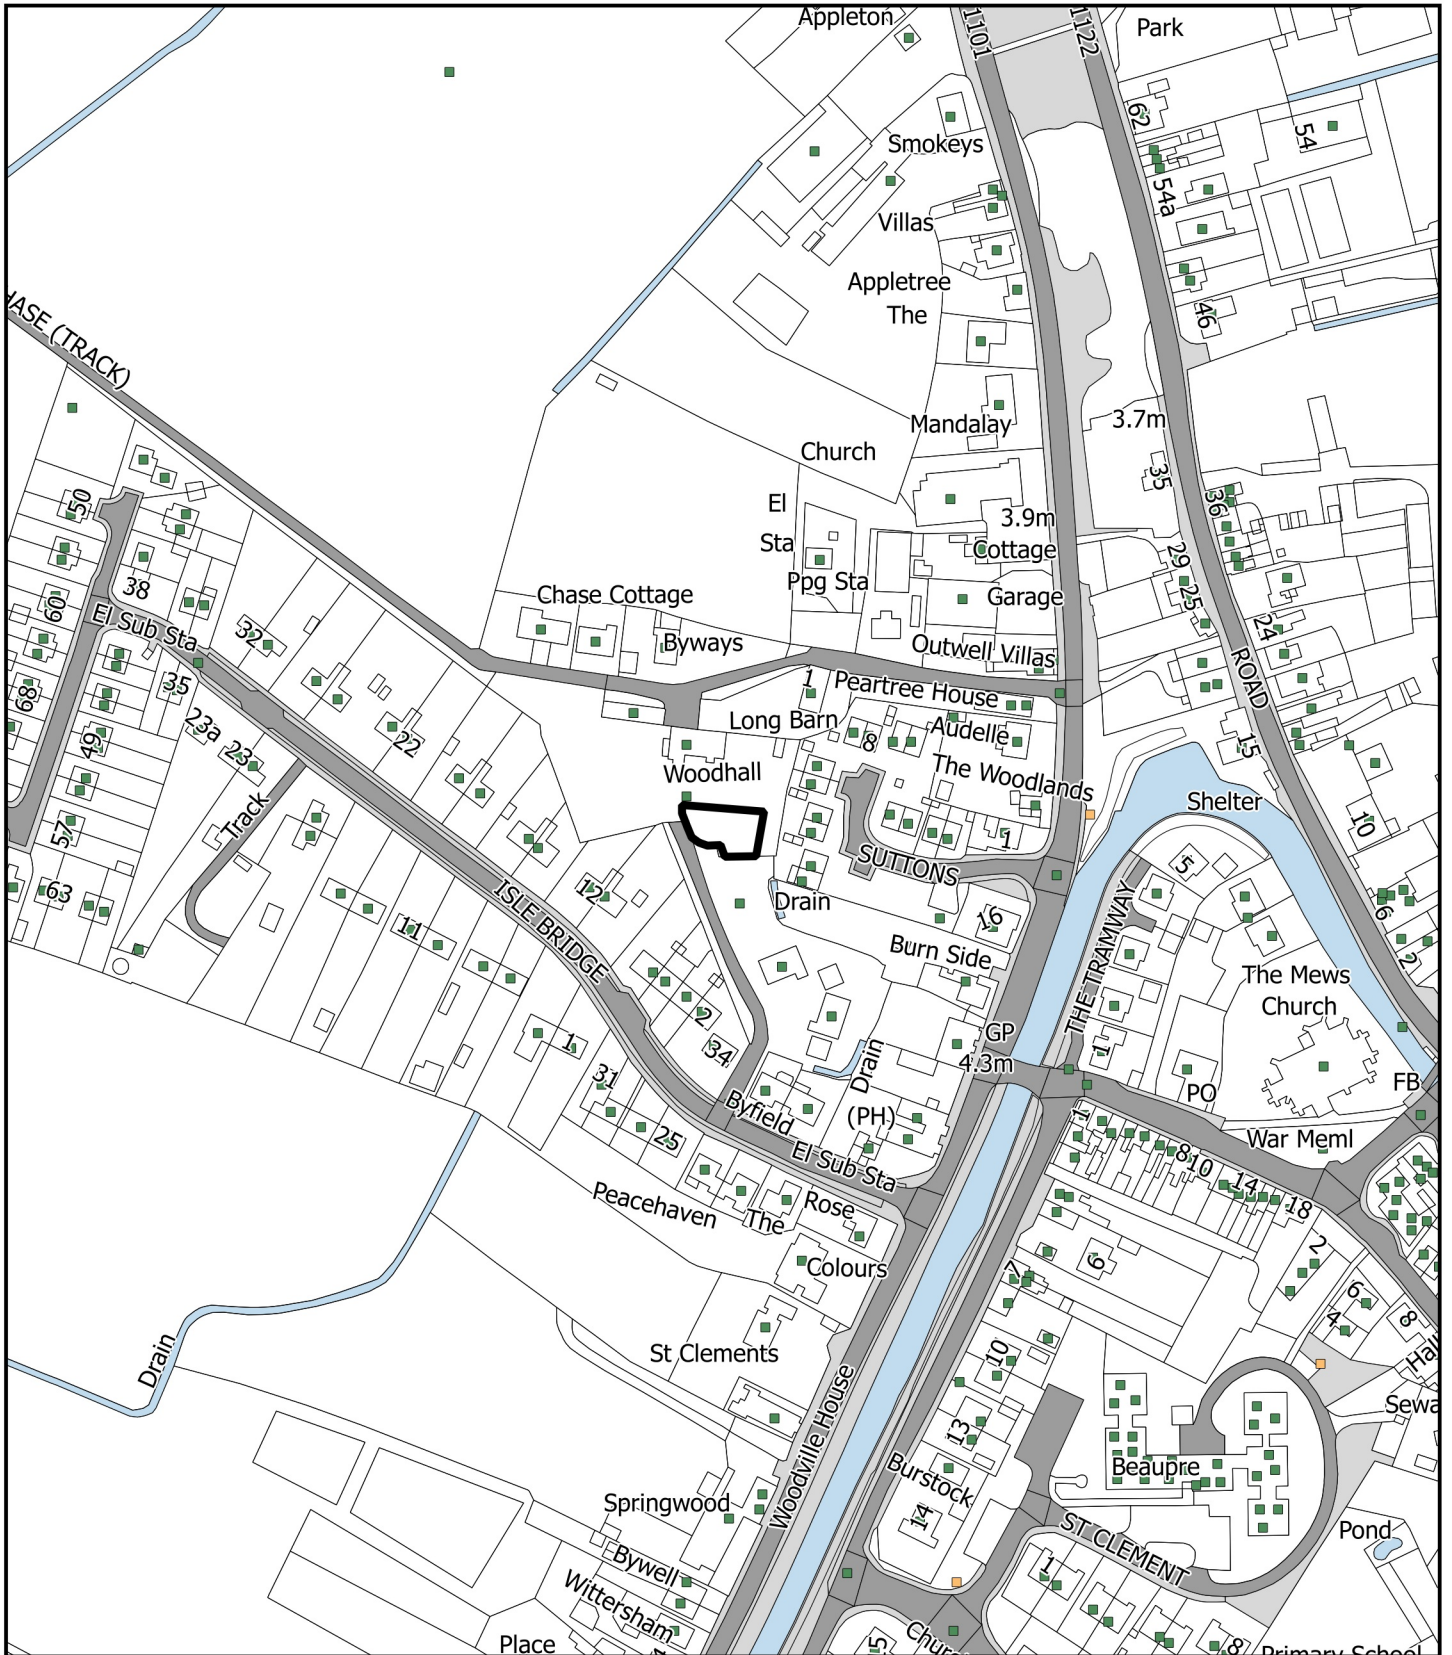 Appleton
1101
1122
Park
62
54
Smokeys
54a
Villas
Appletree
The
46
HASE (TRACK)
Mandalay
3.7m
Church
35
El
Sta
50
36
3.9m
Cottage
29
Ppg Sta
38
Chase Cottage
Garage
25
60
El Sub Sta
32
Byways
Outwell Villas
24
ROAD
68
35
1
Peartree House
23a
23
22
Long Barn
8
Audelle
15
49
Woodhall
The Woodlands
Shelter
Track
57
10
1
SUTTONS
5
63
12
ISLE BRIDGE
Drain
16
6
11
THE TRAMWAY
Burn Side
2
The Mews
Church
2
GP
4.3m
1
34
1
Drain
FB
31
PO
Byfield
(PH)
1
25
War Meml
El Sub Sta
8
10
14
18
Peacehaven
The
Rose
2
Colours
7
6
6
4
8
Hall
Drain
St Clements
10
Sewa
Woodville House
13
Burstock
Beaupre
Springwood
14
Pond
ST CLEMENT
Bywell
1
Wittersham
Place
Churc
5
8
Primary School